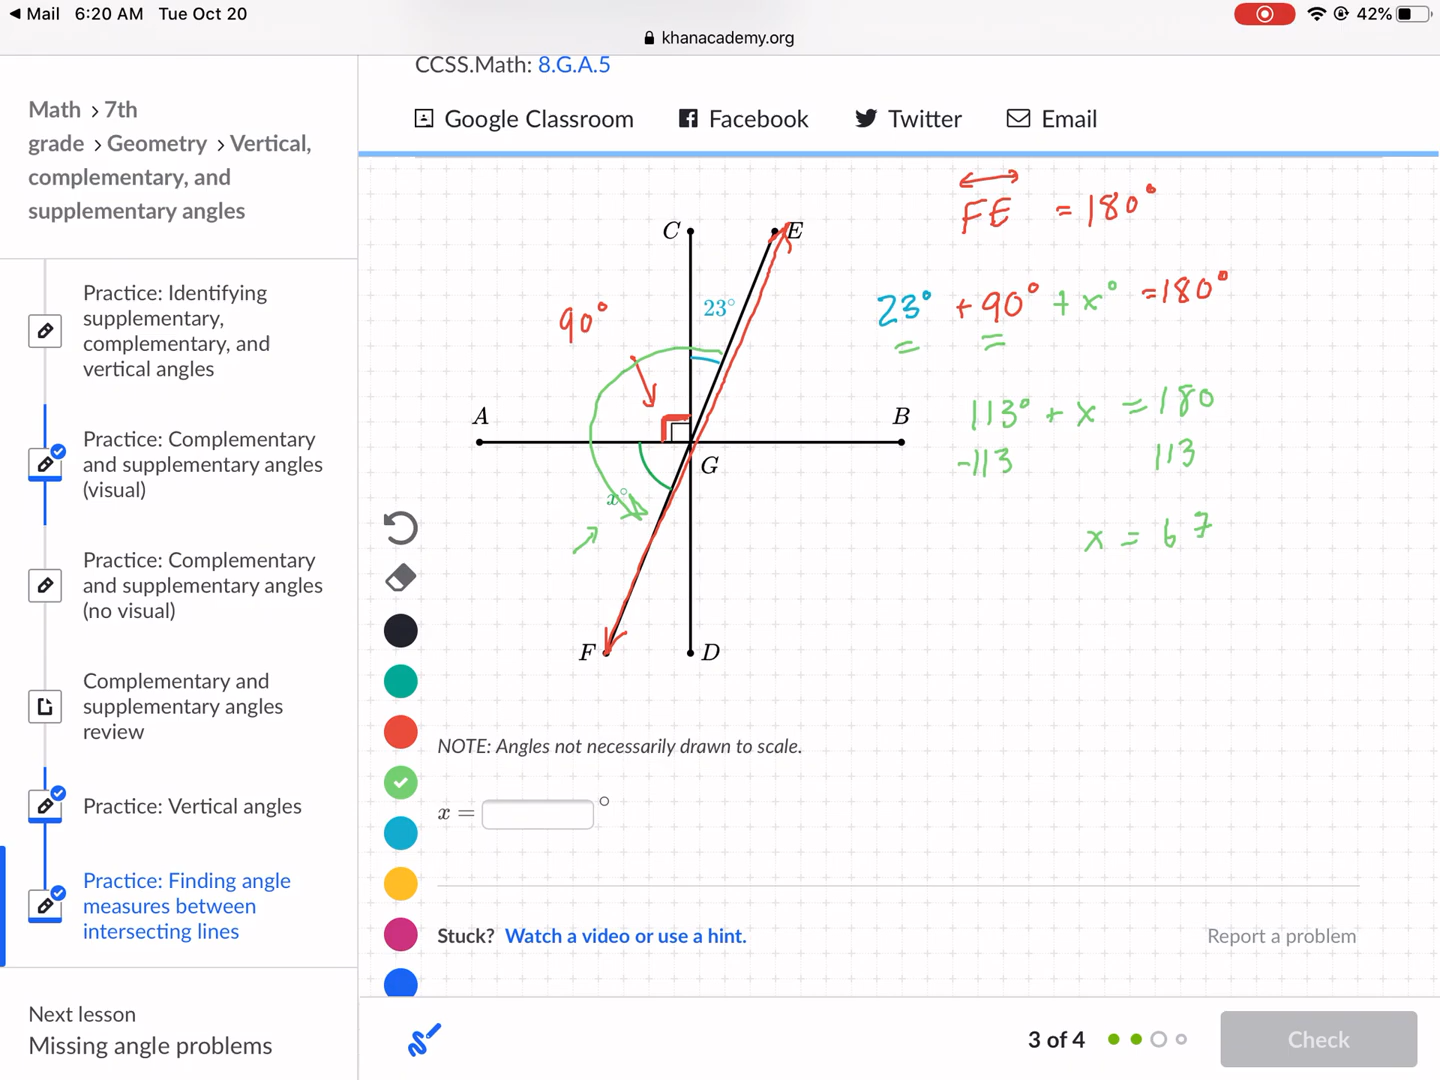 Mail 6:20 AM Tue Oct 20
42%
khanacademy.org
CCSS.Math: 8.G.A.5
Google Classroom Facebook Twitter Email
Math > 7th
grade > Geometry > Vertical,
complementary, and
supplementary angles
Practice: Identifying
supplementary,
complementary, and
vertical angles
Practice: Complementary
and supplementary angles
(visual)
Practice: Complementary
and supplementary angles
(no visual)
Complementary and
supplementary angles
review
Practice: Vertical angles
Practice: Finding angle
measures between
intersecting lines
Next lesson
Missing angle problems
C
E
23°
90°
A
B
G
x°
F
D
FE = 180°
23° + 90° + x° = 180°
113° + x = 180
-113 113
x = 67
NOTE: Angles not necessarily drawn to scale.
x = °
Stuck? Watch a video or use a hint.
Report a problem
3 of 4
Check